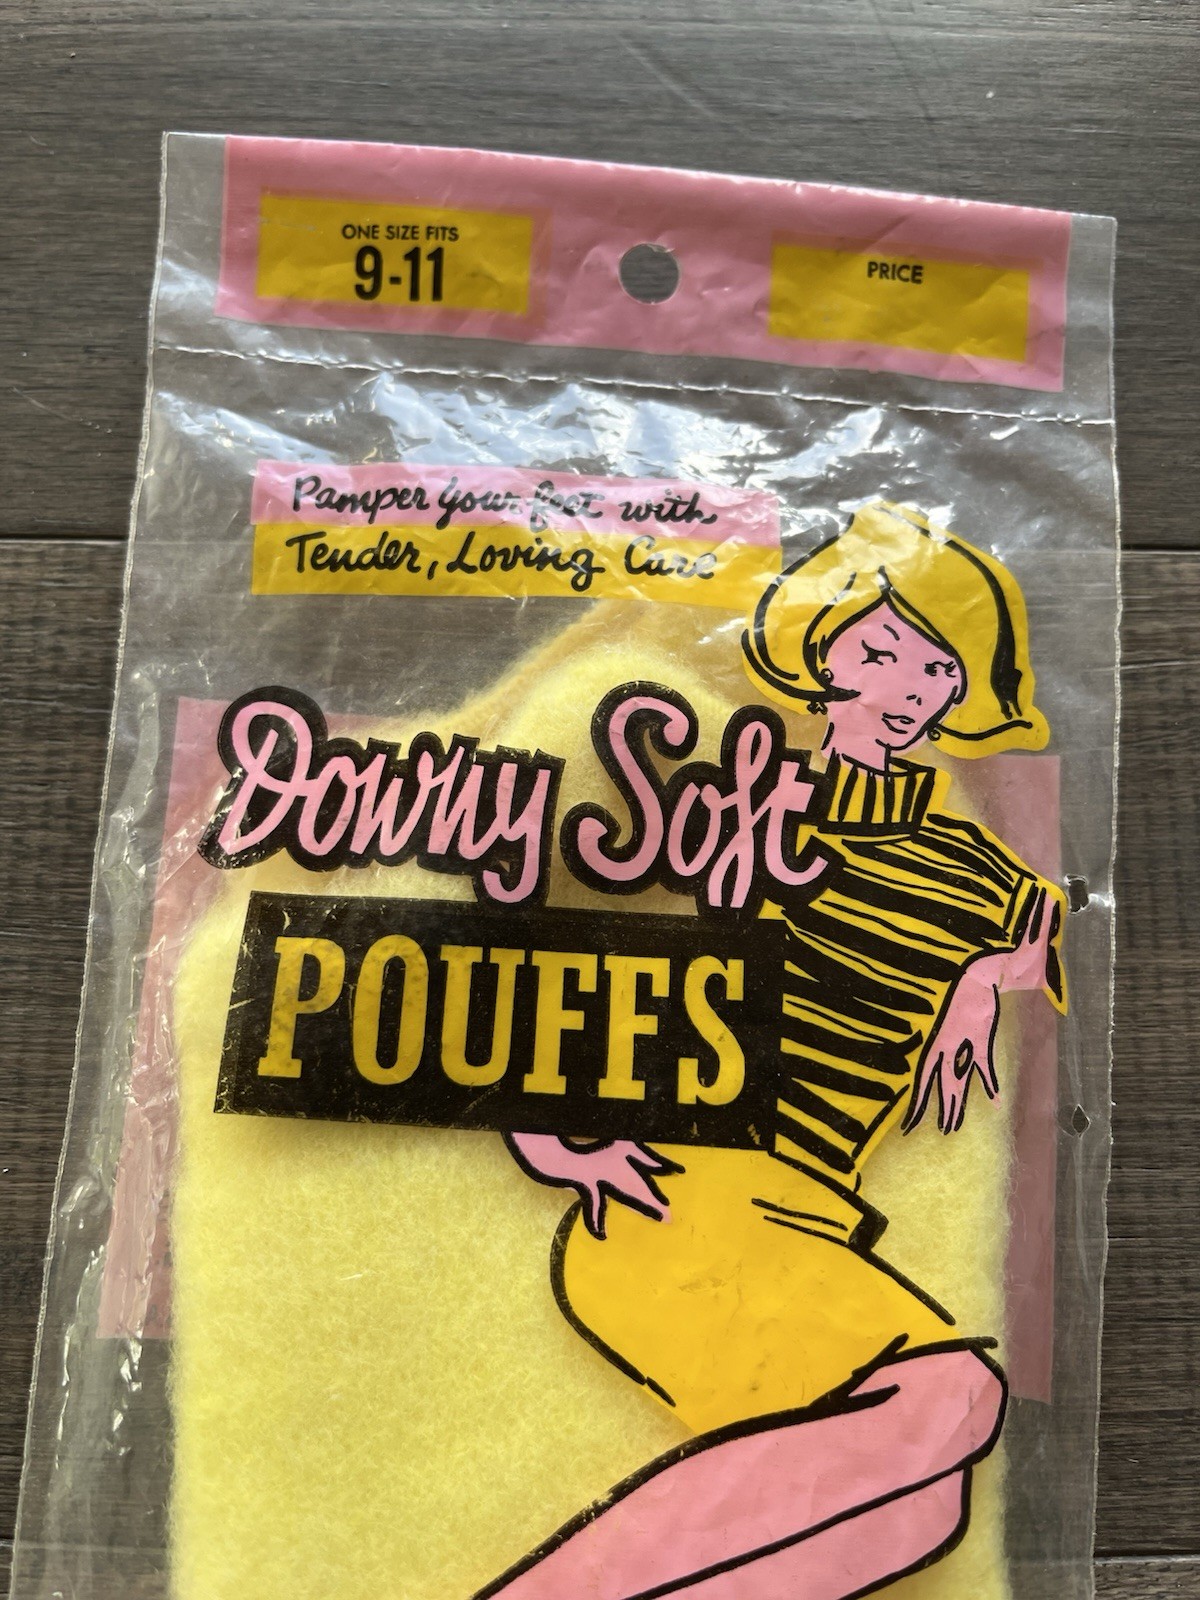 ONE SIZE FITS
9-11
PRICE
Pamper your feet with
Tender, Loving Care
Downy Soft
POUFFS